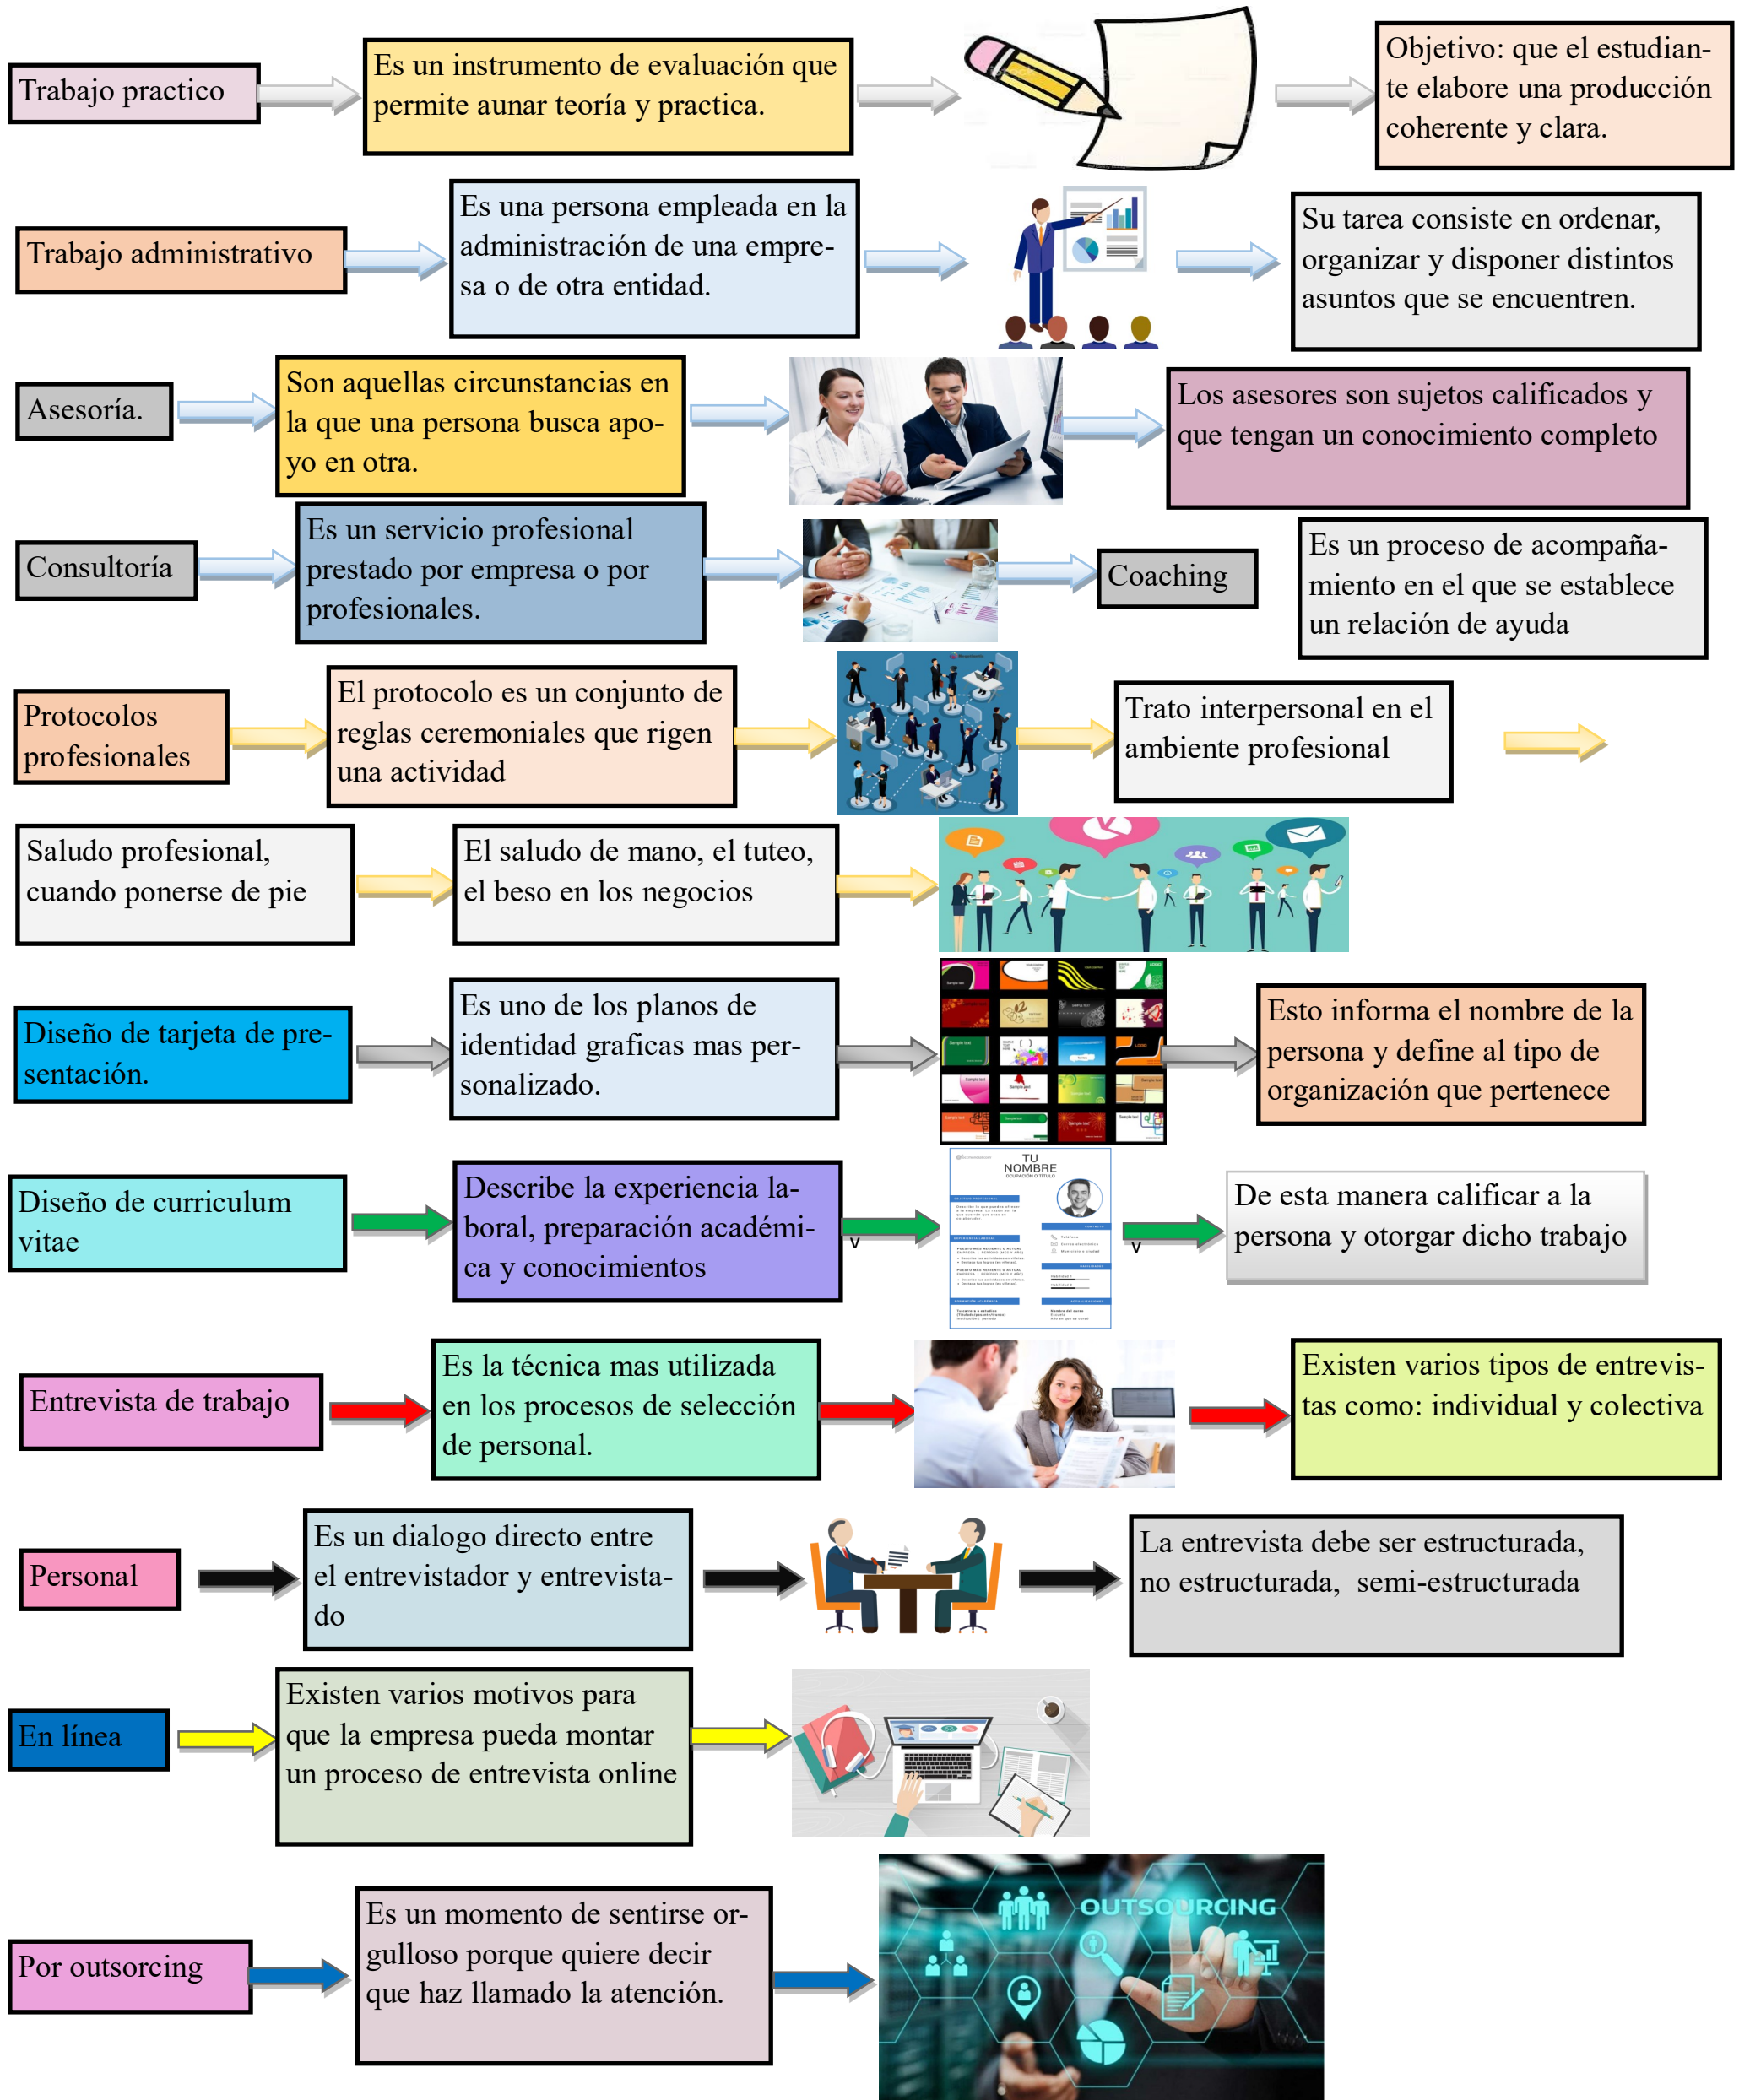 Trabajo practico
Es un instrumento de evaluación que
permite aunar teoría y practica.
Objetivo: que el estudian-
te elabore una producción
coherente y clara.
Trabajo administrativo
Es una persona empleada en la
administración de una empre-
sa o de otra entidad.
Su tarea consiste en ordenar,
organizar y disponer distintos
asuntos que se encuentren.
Asesoría.
Son aquellas circunstancias en
la que una persona busca apo-
yo en otra.
Los asesores son sujetos calificados y
que tengan un conocimiento completo
Consultoría
Es un servicio profesional
prestado por empresa o por
profesionales.
Coaching
Es un proceso de acompaña-
miento en el que se establece
un relación de ayuda
Protocolos
profesionales
El protocolo es un conjunto de
reglas ceremoniales que rigen
una actividad
Trato interpersonal en el
ambiente profesional
Saludo profesional,
cuando ponerse de pie
El saludo de mano, el tuteo,
el beso en los negocios
Diseño de tarjeta de pre-
sentación.
Es uno de los planos de
identidad graficas mas per-
sonalizado.
Esto informa el nombre de la
persona y define al tipo de
organización que pertenece
Diseño de curriculum
vitae
Describe la experiencia la-
boral, preparación académi-
ca y conocimientos
v
TU
NOMBRE
OCUPACIÓN O TÍTULO
v
De esta manera calificar a la
persona y otorgar dicho trabajo
Entrevista de trabajo
Es la técnica mas utilizada
en los procesos de selección
de personal.
Existen varios tipos de entrevis-
tas como: individual y colectiva
Personal
Es un dialogo directo entre
el entrevistador y entrevista-
do
La entrevista debe ser estructurada,
no estructurada, semi-estructurada
En línea
Existen varios motivos para
que la empresa pueda montar
un proceso de entrevista online
Por outsorcing
Es un momento de sentirse or-
gulloso porque quiere decir
que haz llamado la atención.
OUTSOURCING